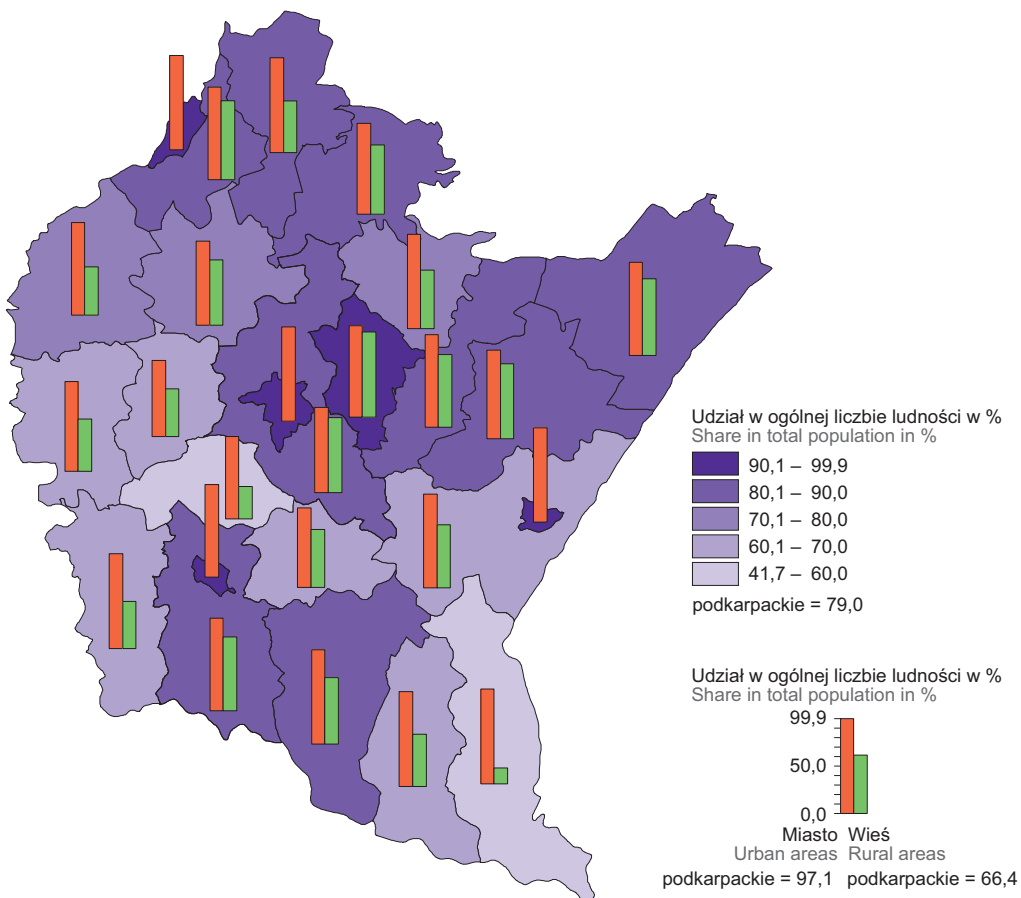 Udział w ogólnej liczbie ludności w %
Share in total population in %
90,1 – 99,9
80,1 – 90,0
70,1 – 80,0
60,1 – 70,0
41,7 – 60,0
podkarpackie = 79,0
Udział w ogólnej liczbie ludności w %
Share in total population in %
99,9
50,0
0,0
Miasto Wieś
Urban areas Rural areas
podkarpackie = 97,1 podkarpackie = 66,4